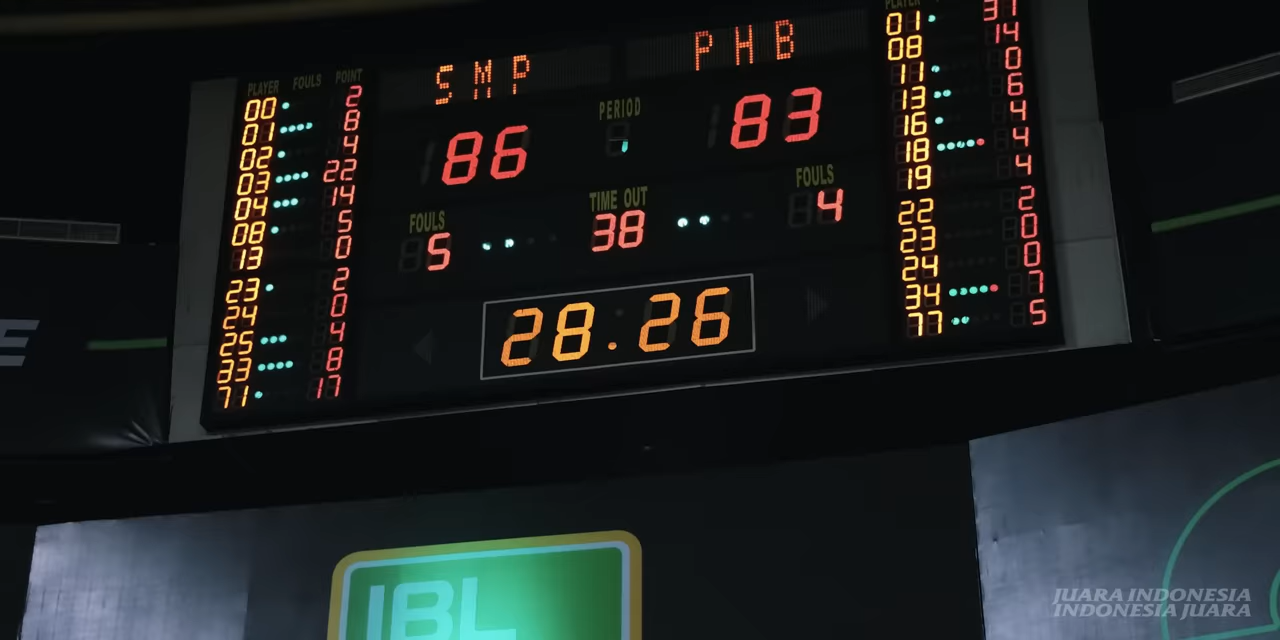 SMP
PHB
PLAYER FOULS POINT
00 2
01 8
02 4
03 22
04 14
08 5
13 0
23 2
24 0
25 4
33 8
71 17
86
PERIOD
83
FOULS
5
TIME OUT
38
FOULS
4
28.26
PLAYER
01 37
08 14
11 0
13 6
16 4
18 4
19 4
22 2
23 0
24 0
34 7
77 5
IBL
JUARA INDONESIA
INDONESIA JUARA